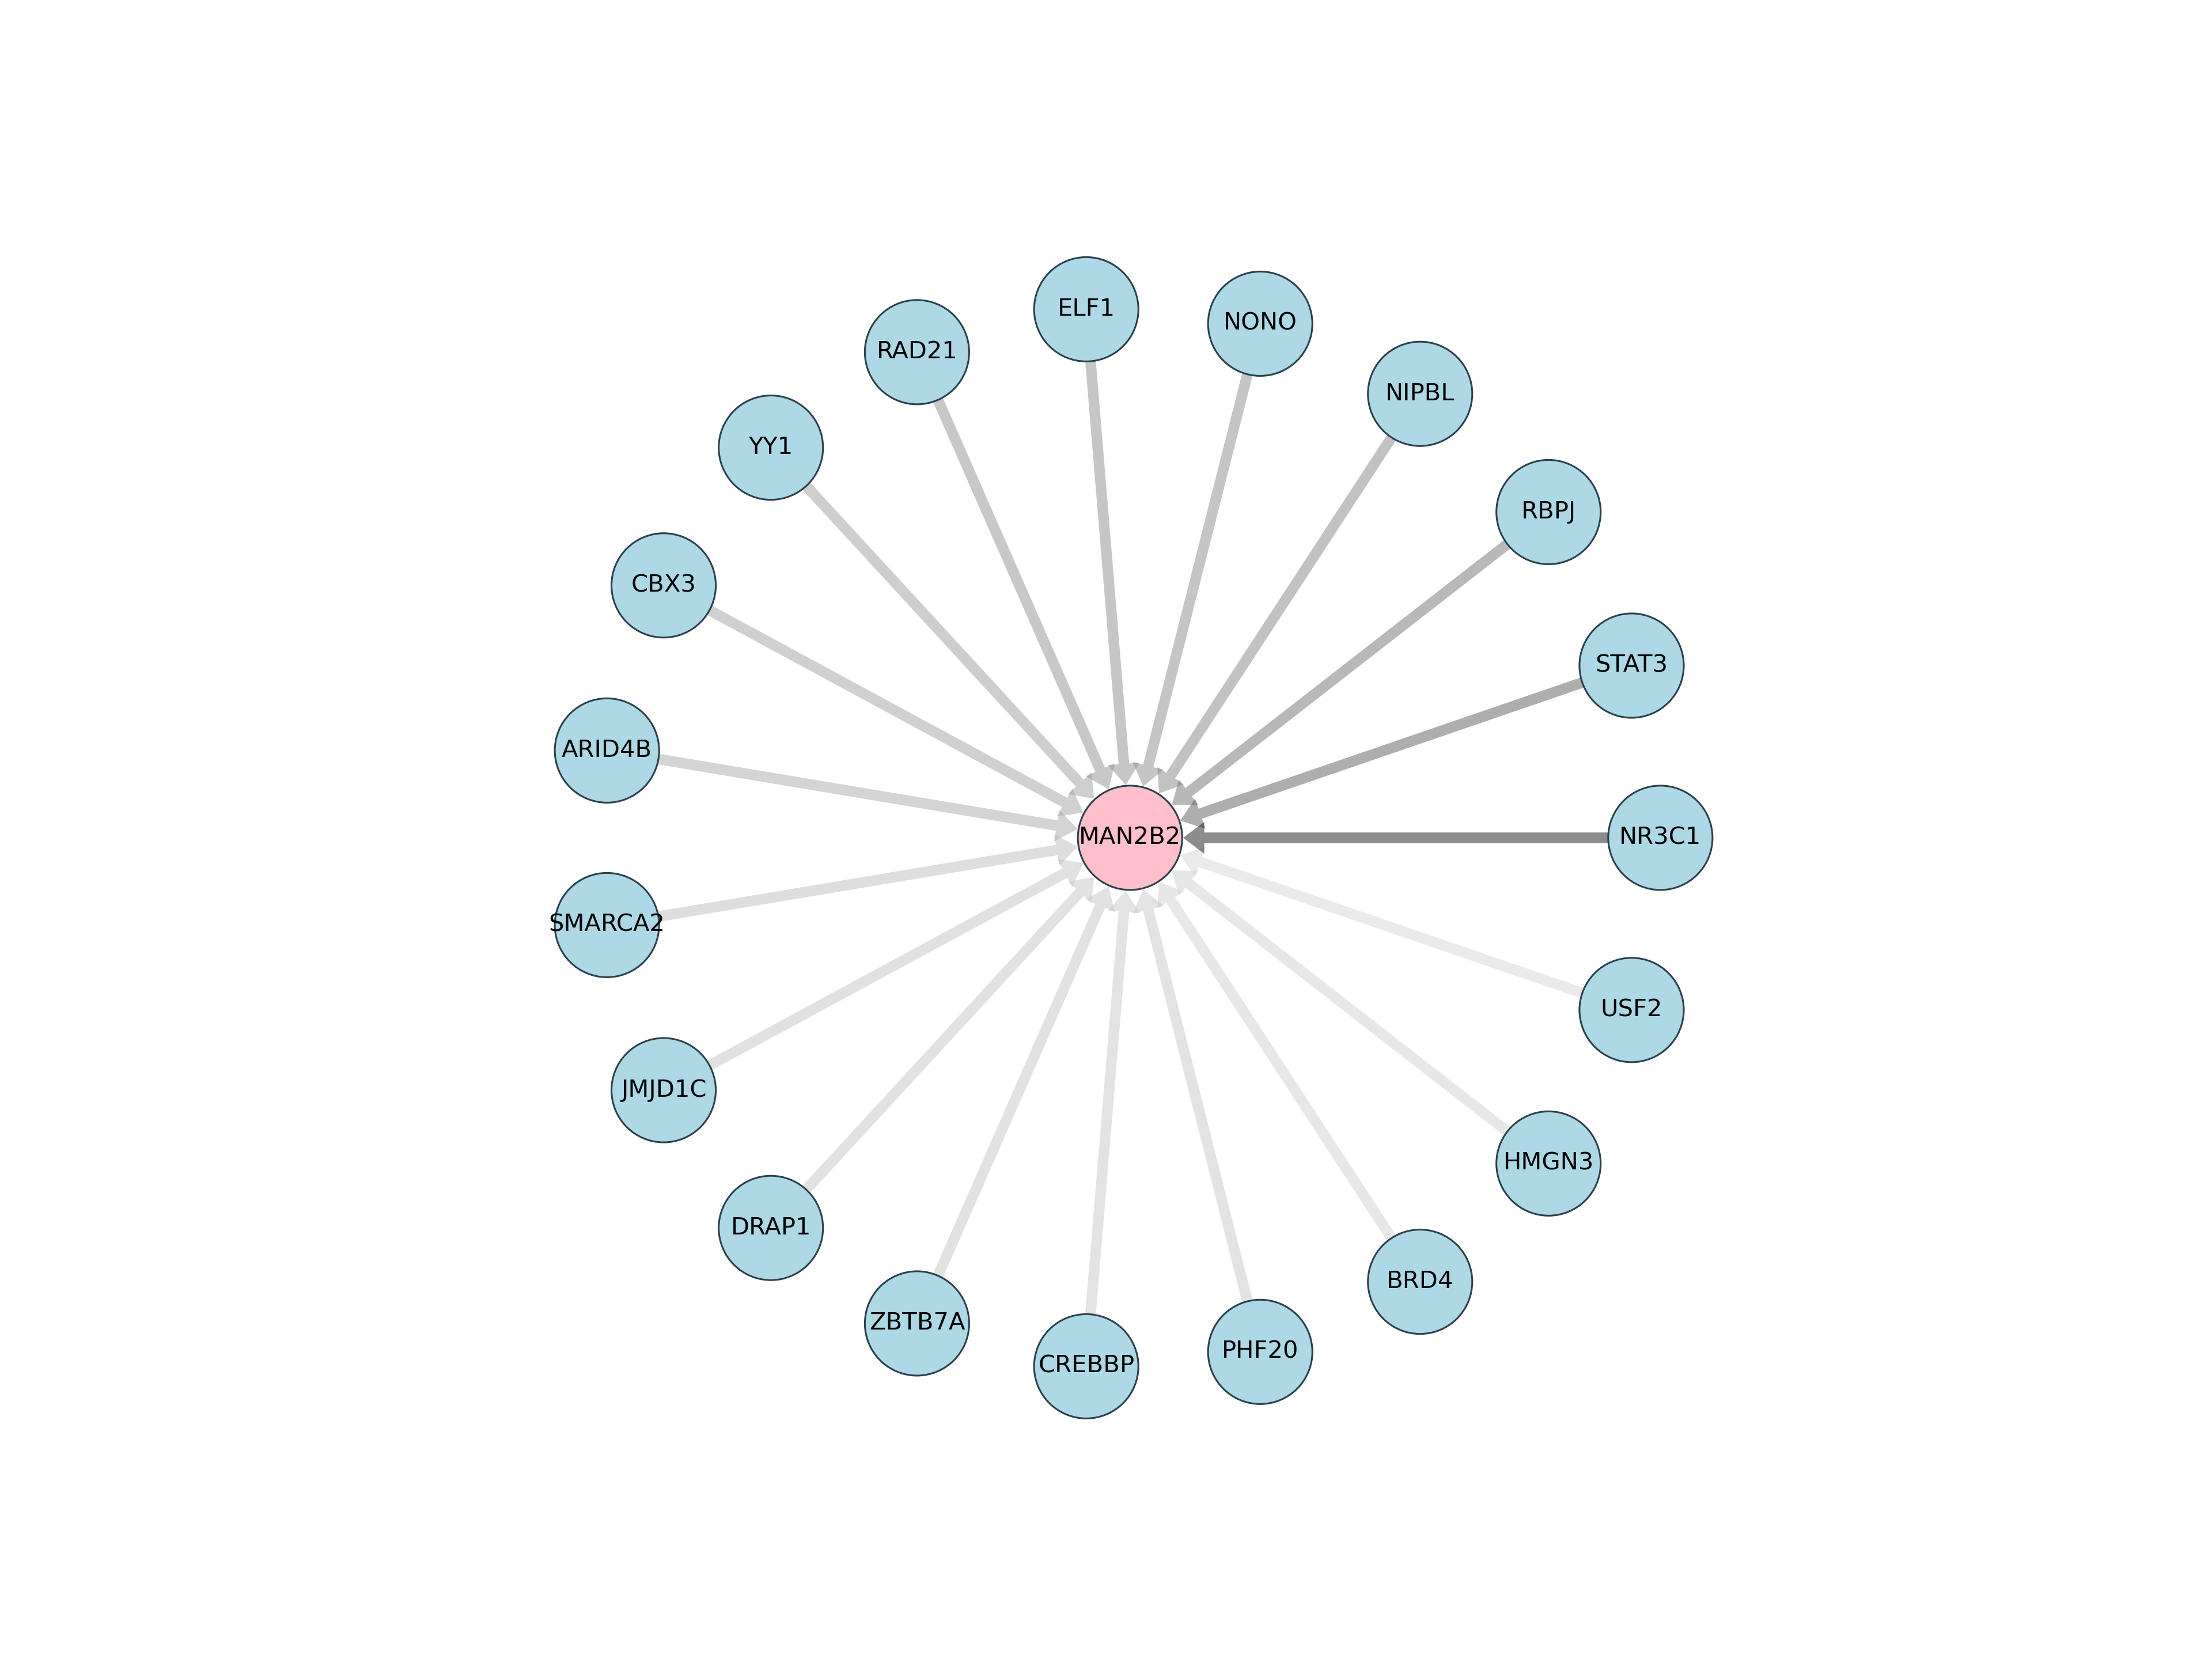 ELF1
NONO
RAD21
NIPBL
YY1
RBPJ
CBX3
STAT3
ARID4B
MAN2B2
NR3C1
SMARCA2
USF2
JMJD1C
HMGN3
DRAP1
BRD4
ZBTB7A
PHF20
CREBBP